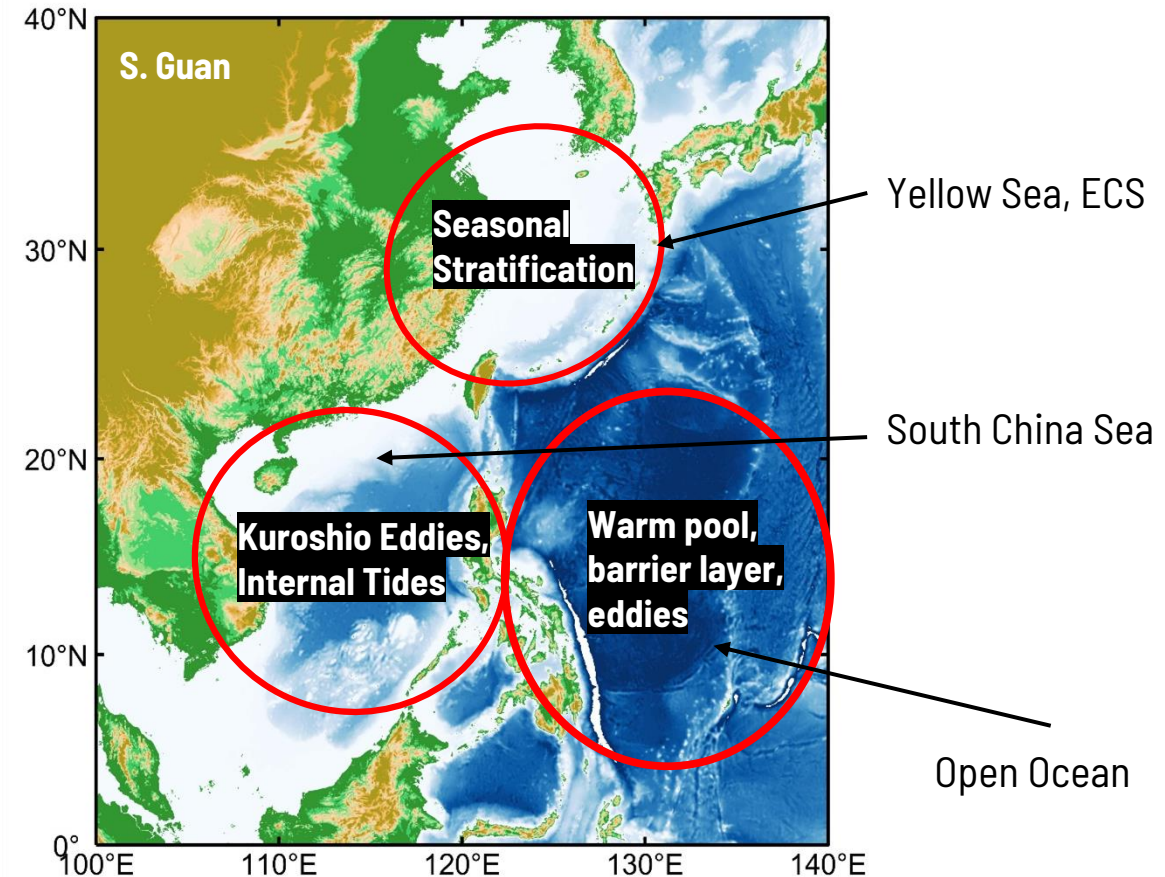 40°N
S. Guan
Seasonal
Stratification
Yellow Sea, ECS
30°N
South China Sea
20°N
Kuroshio Eddies,
Internal Tides
Warm pool,
barrier layer,
eddies
10°N
Open Ocean
0°
100°E
110°E
120°E
130°E
140°E